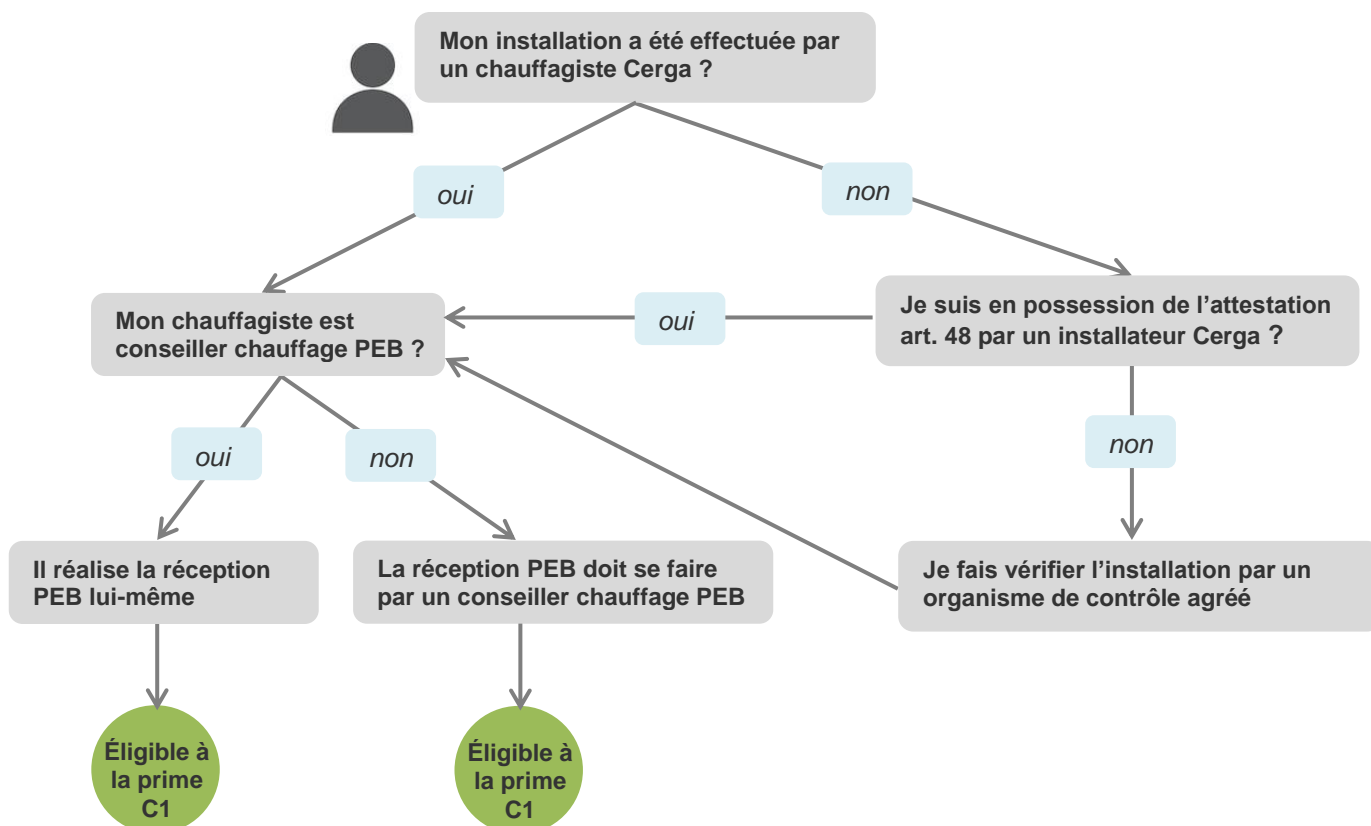 Mon installation a été effectuée par
un chauffagiste Cerga ?
oui
non
Mon chauffagiste est
conseiller chauffage PEB ?
oui
Je suis en possession de l’attestation
art. 48 par un installateur Cerga ?
oui
non
non
Il réalise la réception
PEB lui-même
La réception PEB doit se faire
par un conseiller chauffage PEB
Je fais vérifier l’installation par un
organisme de contrôle agréé
Éligible à
la prime
C1
Éligible à
la prime
C1